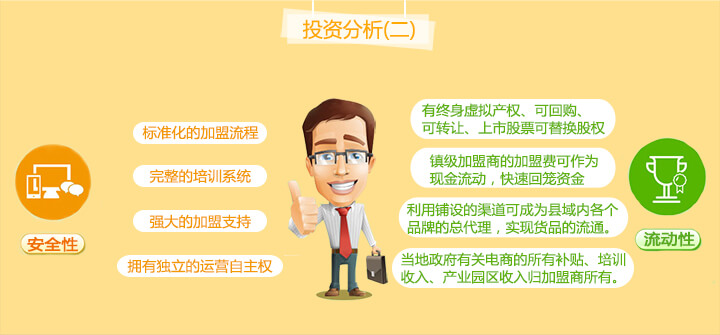 投资分析(二)
标准化的加盟流程
完整的培训系统
强大的加盟支持
拥有独立的运营自主权
安全性
有终身虚拟产权、可回购、
可转让、上市股票可替换股权
镇级加盟商的加盟费可作为
现金流动，快速回笼资金
利用铺设的渠道可成为县域内各个
品牌的总代理，实现货品的流通。
当地政府有关电商的所有补贴、培训
收入、产业园区收入归加盟商所有。
流动性